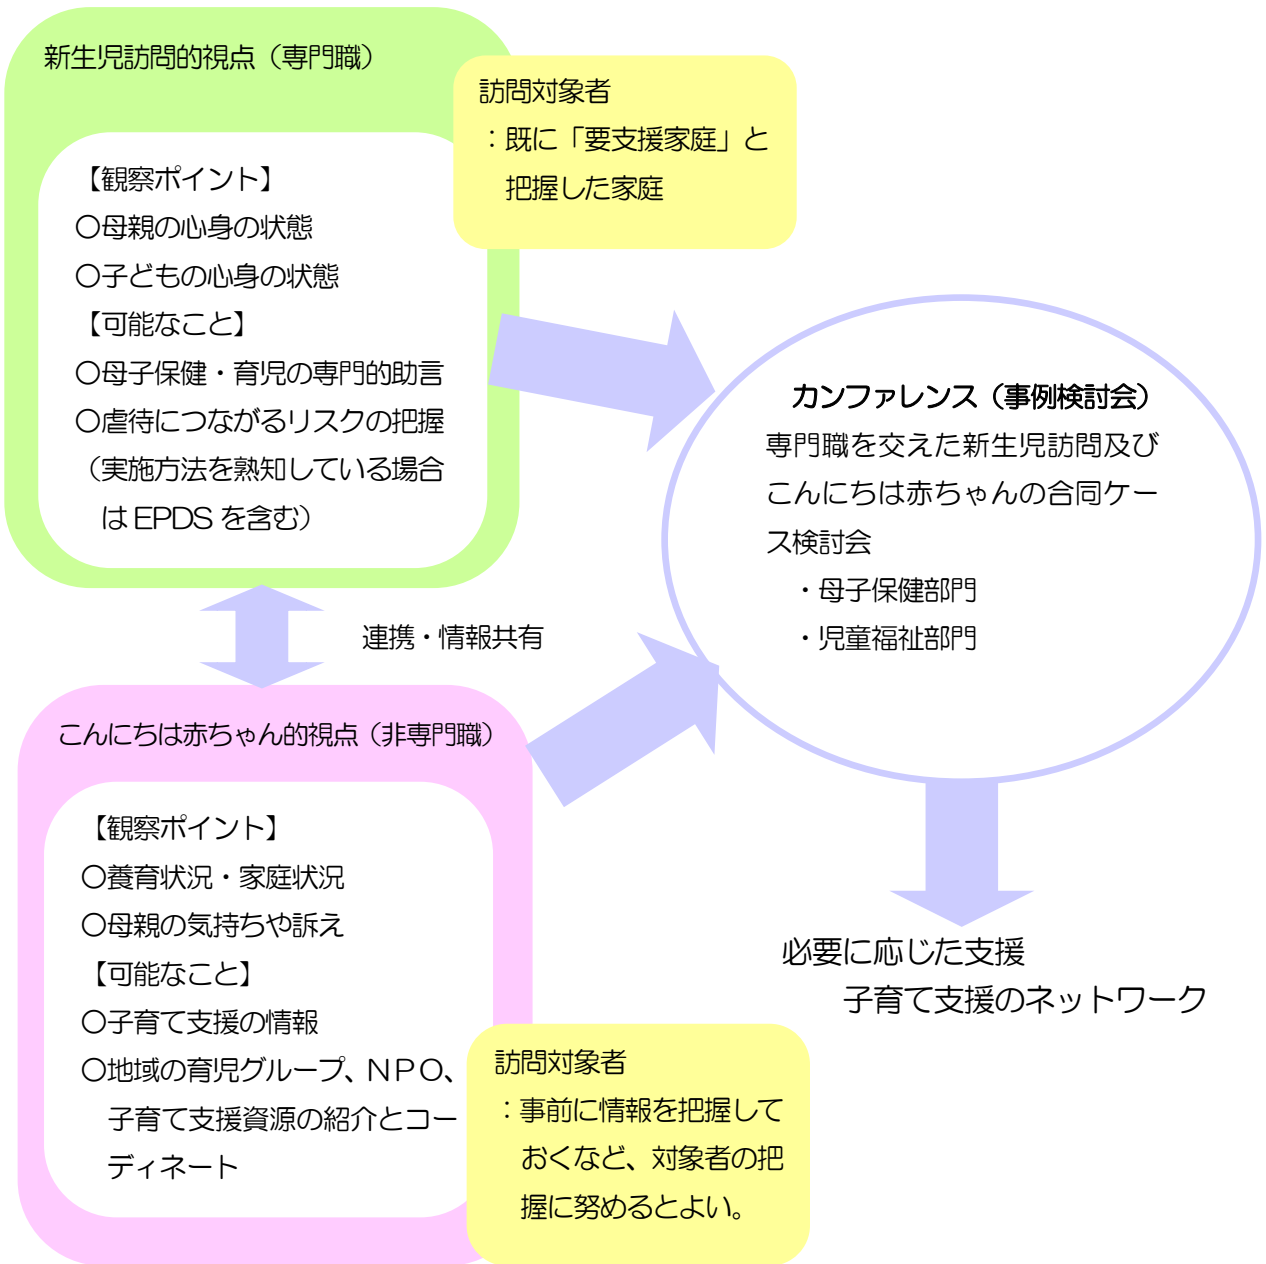 新生児訪問的視点（専門職）
訪問対象者
：既に「要支援家庭」と
把握した家庭
【観察ポイント】
○母親の心身の状態
○子どもの心身の状態
【可能なこと】
○母子保健・育児の専門的助言
○虐待につながるリスクの把握
（実施方法を熟知している場合
は EPDS を含む）
連携・情報共有
こんにちは赤ちゃん的視点（非専門職）
【観察ポイント】
○養育状況・家庭状況
○母親の気持ちや訴え
【可能なこと】
○子育て支援の情報
○地域の育児グループ、ＮＰＯ、
子育て支援資源の紹介とコー
ディネート
訪問対象者
：事前に情報を把握して
おくなど、対象者の把
握に努めるとよい。
カンファレンス（事例検討会）
専門職を交えた新生児訪問及び
こんにちは赤ちゃんの合同ケー
ス検討会
・母子保健部門
・児童福祉部門
必要に応じた支援
子育て支援のネットワーク